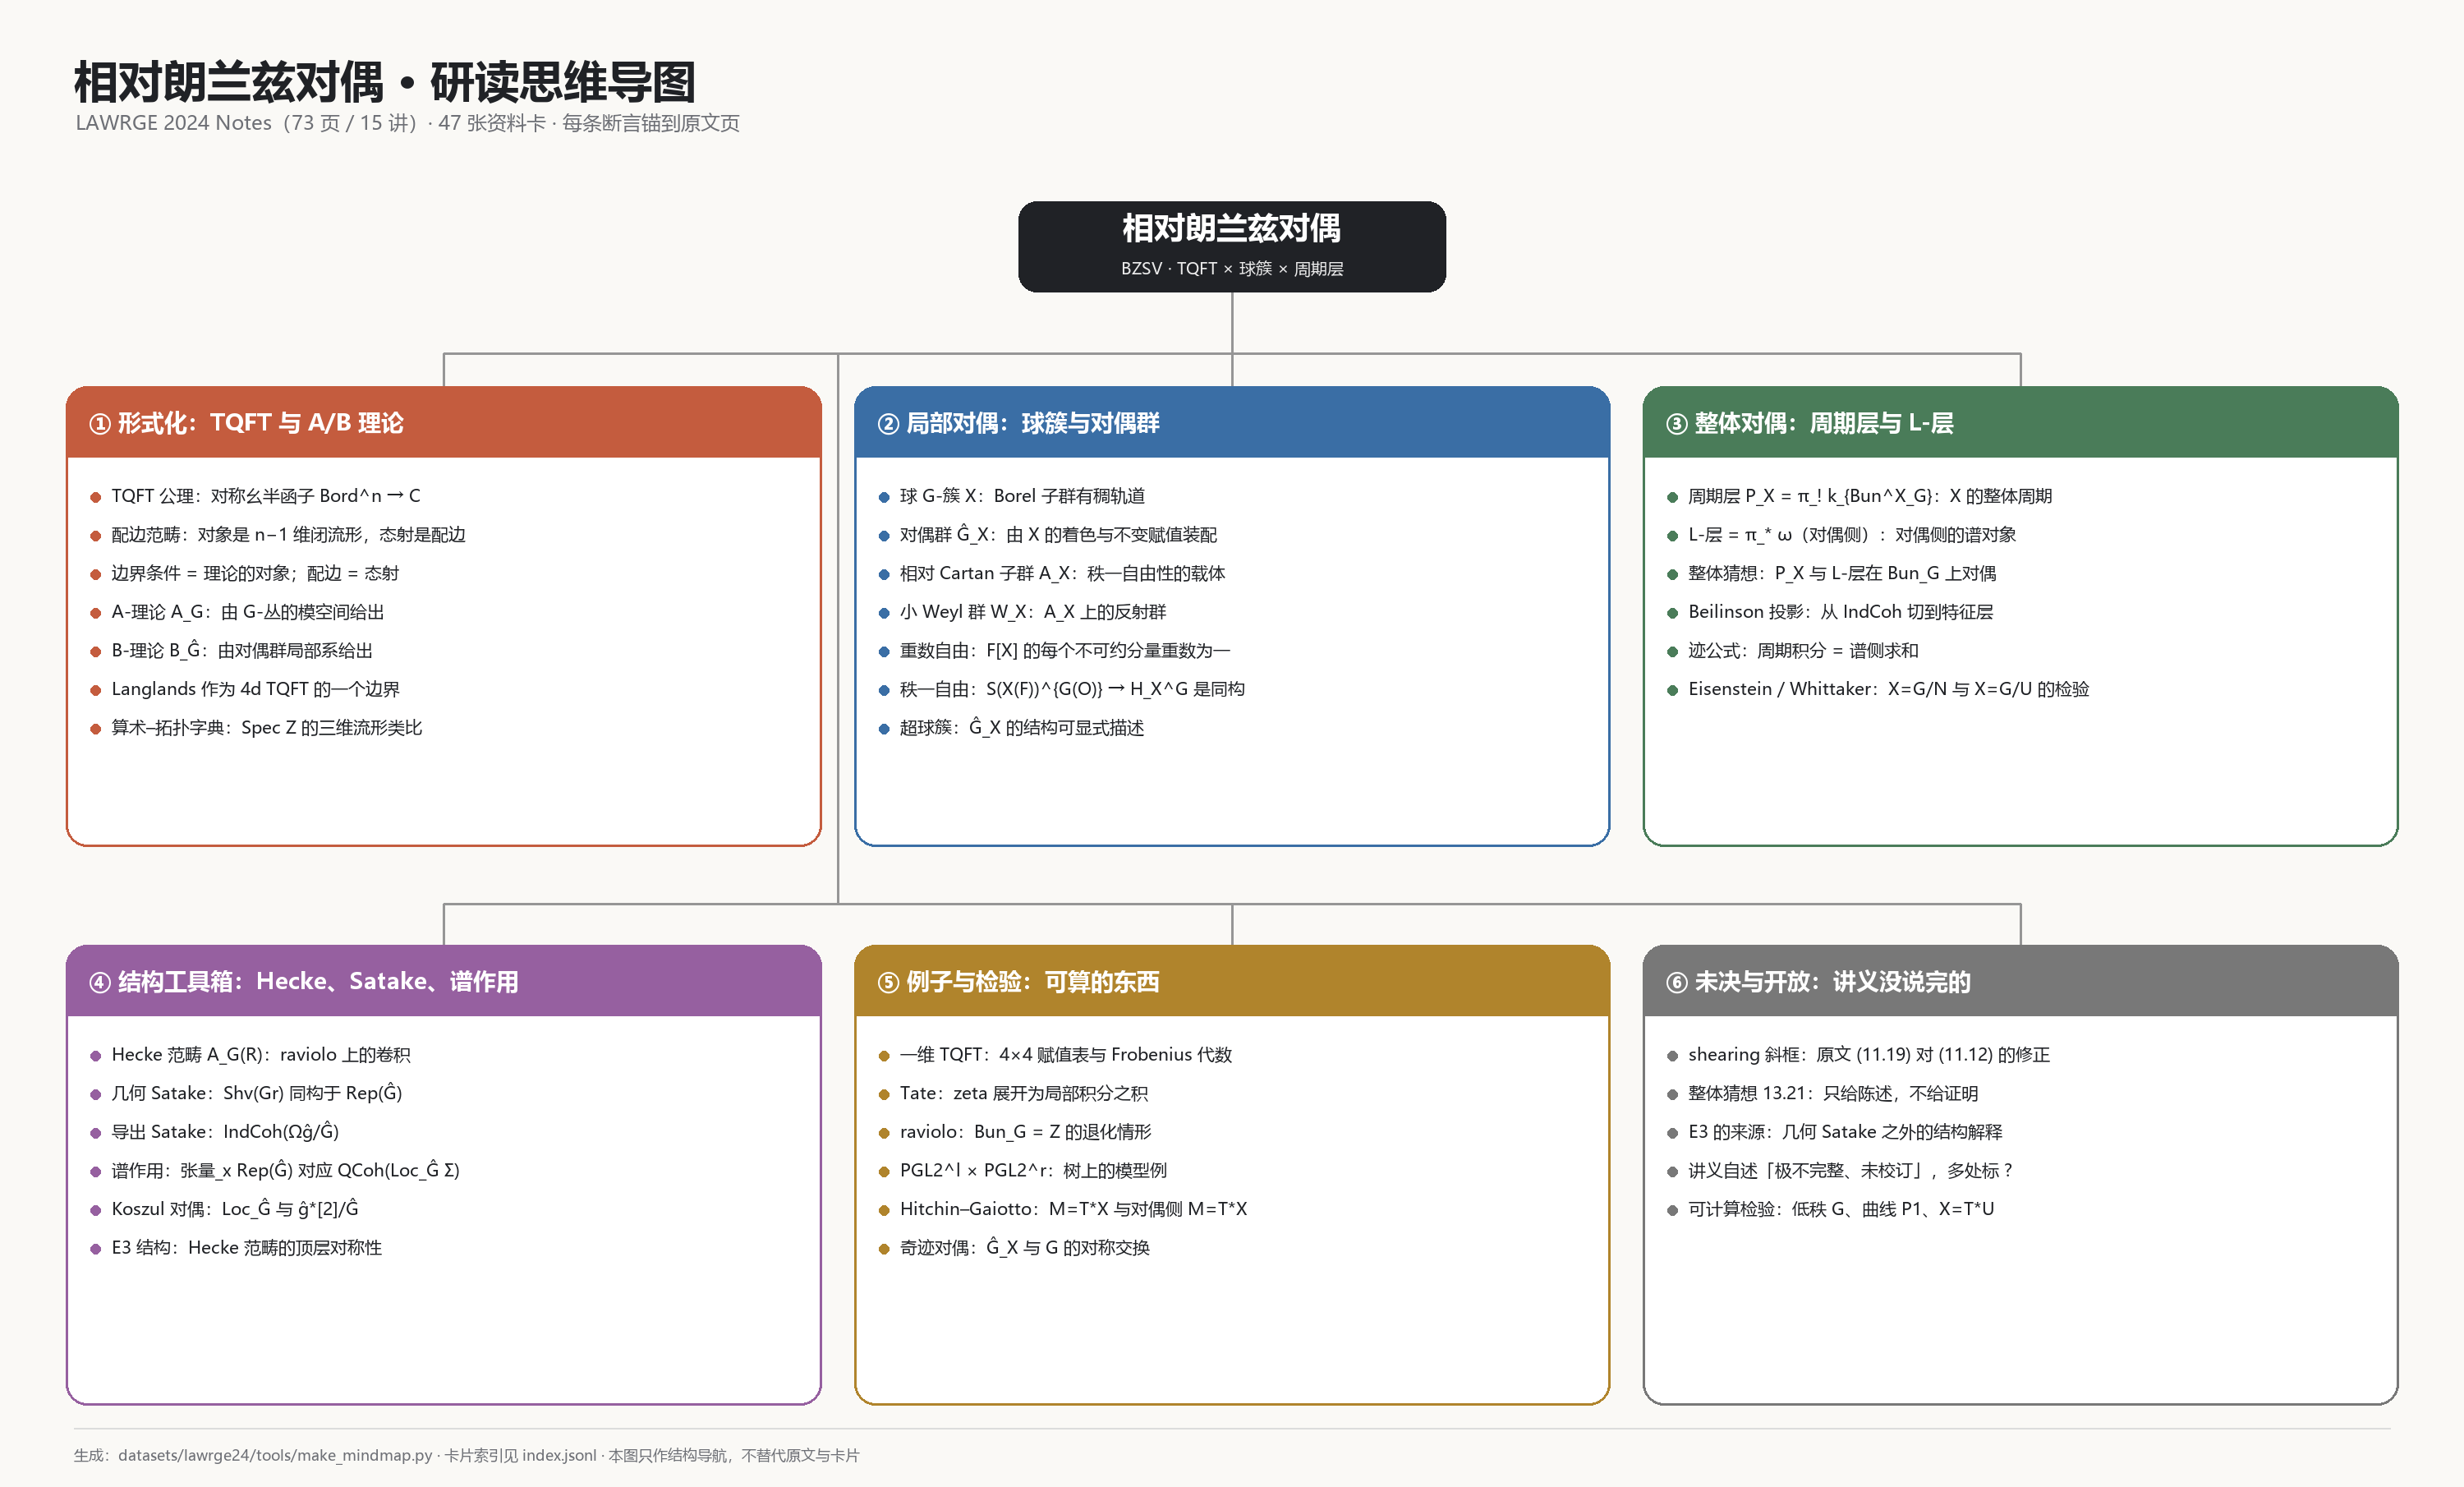 相对朗兰兹对偶 • 研读思维导图
LAWRGE 2024 Notes（73 页 / 15 讲）· 47 张资料卡 · 每条断言锚到原文页
相对朗兰兹对偶
BZSV · TQFT × 球簇 × 周期层
① 形式化：TQFT 与 A/B 理论
TQFT 公理：对称幺半函子 Bord^n → C
配边范畴：对象是 n−1 维闭流形，态射是配边
边界条件 = 理论的对象；配边 = 态射
A-理论 A_G：由 G-丛的模空间给出
B-理论 B_Ĝ：由对偶群局部系给出
Langlands 作为 4d TQFT 的一个边界
算术–拓扑字典：Spec Z 的三维流形类比
② 局部对偶：球簇与对偶群
球 G-簇 X：Borel 子群有稠轨道
对偶群 Ĝ_X：由 X 的着色与不变赋值装配
相对 Cartan 子群 A_X：秩一自由性的载体
小 Weyl 群 W_X：A_X 上的反射群
重数自由：F[X] 的每个不可约分量重数为一
秩一自由：S(X(F))^{G(O)} → H_X^G 是同构
超球簇：Ĝ_X 的结构可显式描述
③ 整体对偶：周期层与 L-层
周期层 P_X = π_! k_{Bun^X_G}：X 的整体周期
L-层 = π_* ω（对偶侧）：对偶侧的谱对象
整体猜想：P_X 与 L-层在 Bun_G 上对偶
Beilinson 投影：从 IndCoh 切到特征层
迹公式：周期积分 = 谱侧求和
Eisenstein / Whittaker：X=G/N 与 X=G/U 的检验
④ 结构工具箱：Hecke、Satake、谱作用
Hecke 范畴 A_G(R)：raviolo 上的卷积
几何 Satake：Shv(Gr) 同构于 Rep(Ĝ)
导出 Satake：IndCoh(Ωĝ/Ĝ)
谱作用：张量_x Rep(Ĝ) 对应 QCoh(Loc_Ĝ Σ)
Koszul 对偶：Loc_Ĝ 与 ĝ*[2]/Ĝ
E3 结构：Hecke 范畴的顶层对称性
⑤ 例子与检验：可算的东西
一维 TQFT：4×4 赋值表与 Frobenius 代数
Tate：zeta 展开为局部积分之积
raviolo：Bun_G = Z 的退化情形
PGL2^l × PGL2^r：树上的模型例
Hitchin–Gaiotto：M=T*X 与对偶侧 M=T*X
奇迹对偶：Ĝ_X 与 G 的对称交换
⑥ 未决与开放：讲义没说完的
shearing 斜框：原文 (11.19) 对 (11.12) 的修正
整体猜想 13.21：只给陈述，不给证明
E3 的来源：几何 Satake 之外的结构解释
讲义自述「极不完整、未校订」，多处标 ?
可计算检验：低秩 G、曲线 P1、X=T*U
生成：datasets/lawrge24/tools/make_mindmap.py · 卡片索引见 index.jsonl · 本图只作结构导航，不替代原文与卡片